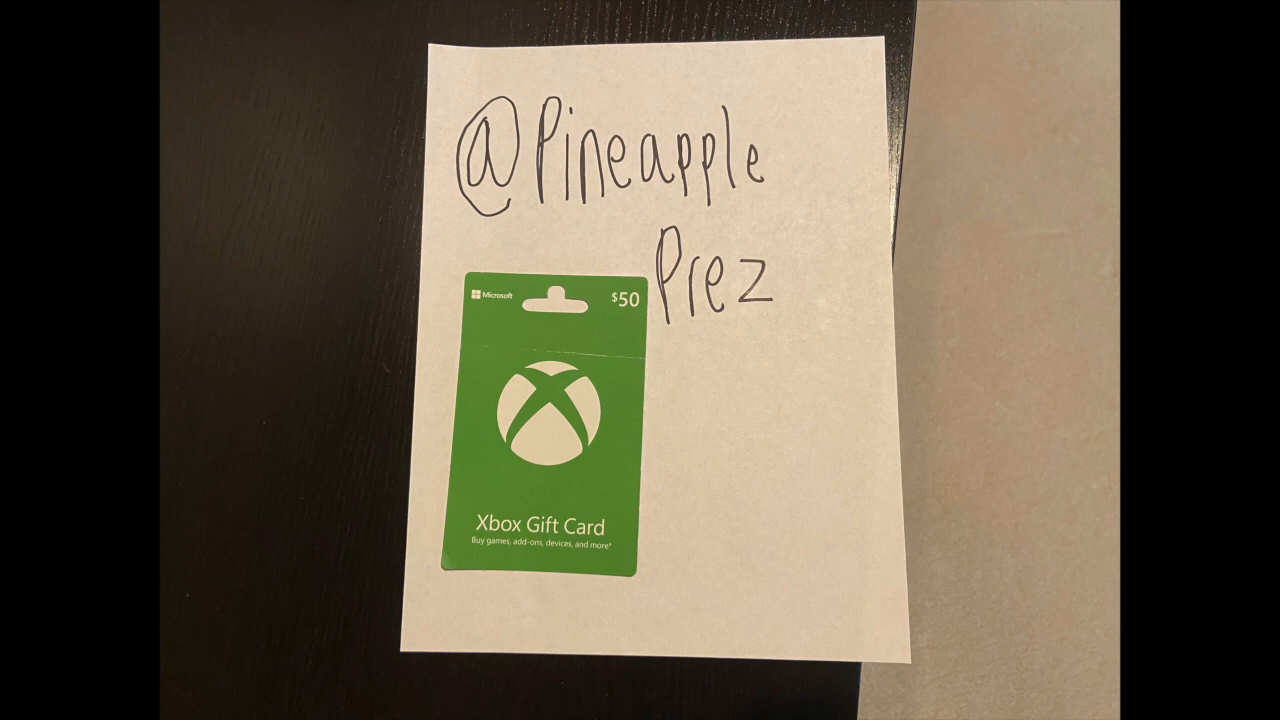 @Pineapple
Prez
Microsoft
$50
Xbox Gift Card
Buy games, add-ons, devices, and more*